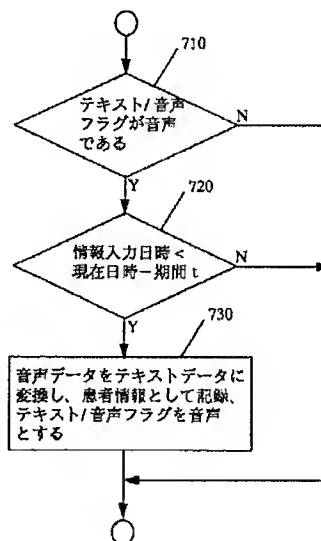 710
テキスト/音声
フラグが音声
である
N
Y
720
情報入力日時<
現在日時－期間 t
N
Y
730
音声データをテキストデータに
変換し、患者情報として記録、
テキスト/音声フラグを音声
とする